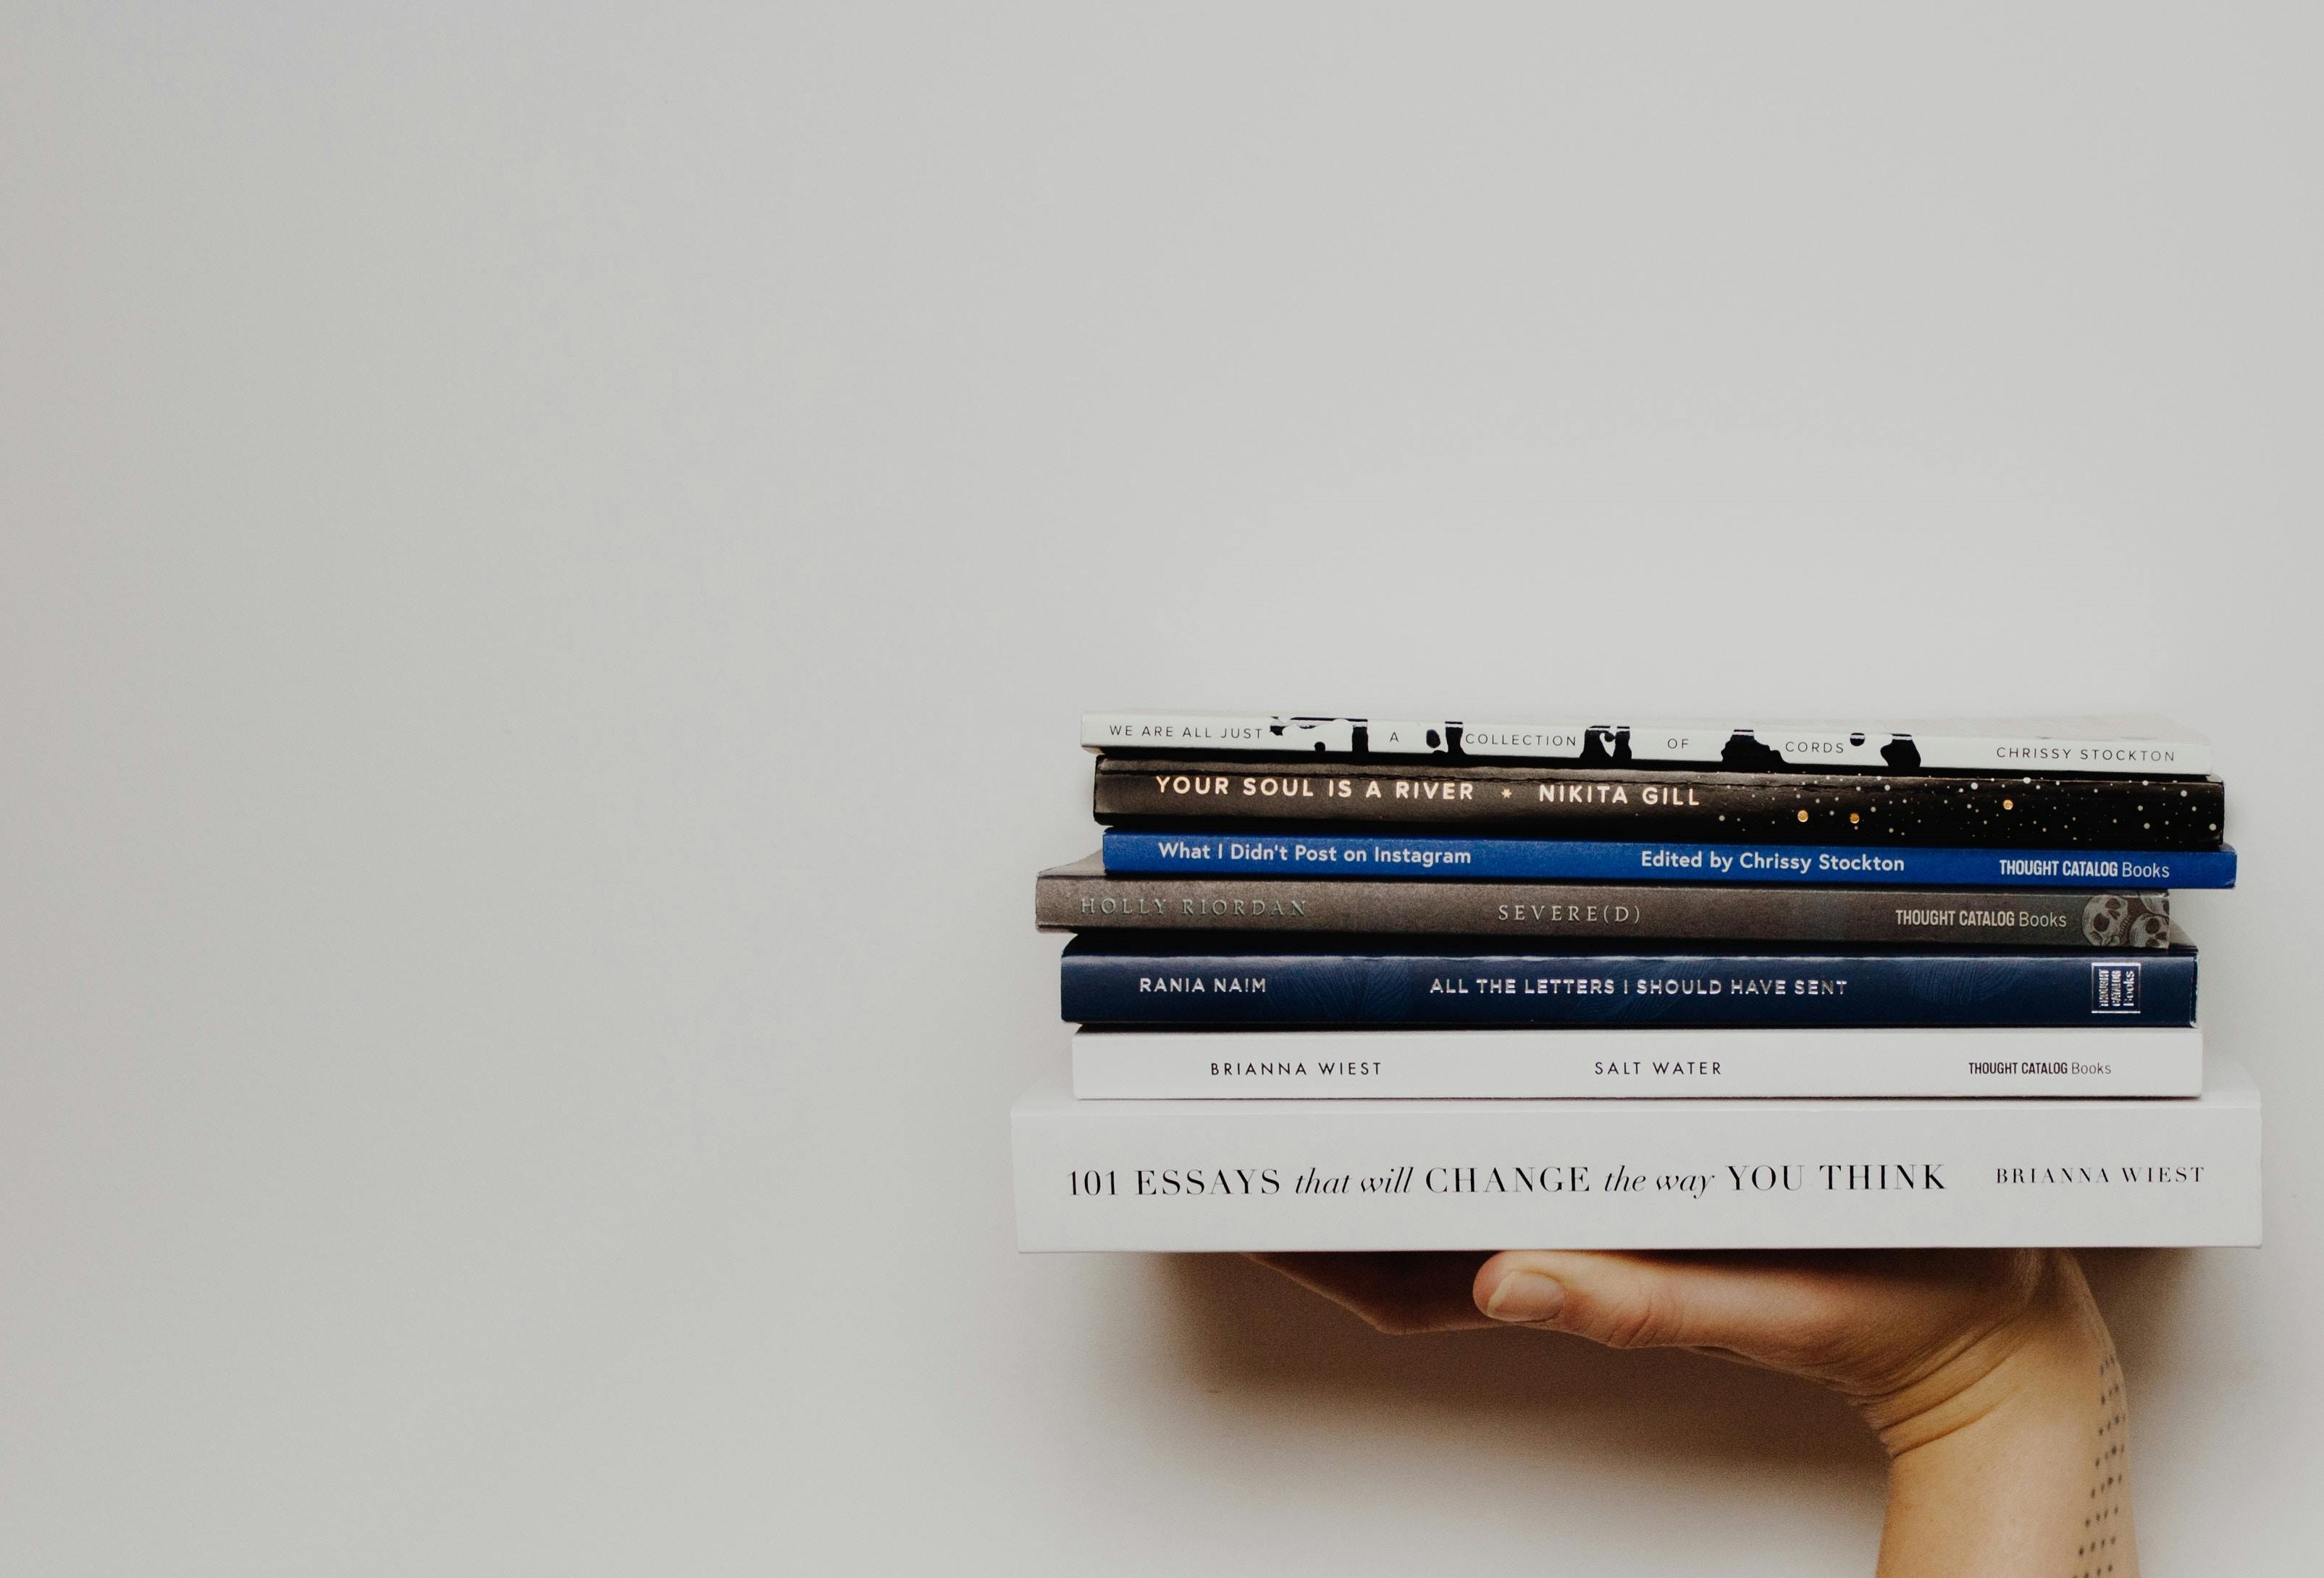 WE ARE ALL JUST A COLLECTION OF CORDS CHRISSY STOCKTON
YOUR SOUL IS A RIVER * NIKITA GILL
What I Didn't Post on Instagram Edited by Chrissy Stockton THOUGHT CATALOG Books
HOLLY RIORDAN SEVERE(D) THOUGHT CATALOG Books
RANIA NAIM ALL THE LETTERS I SHOULD HAVE SENT THOUGHT CATALOG Books
BRIANNA WIEST SALT WATER THOUGHT CATALOG Books
101 ESSAYS that will CHANGE the way YOU THINK BRIANNA WIEST